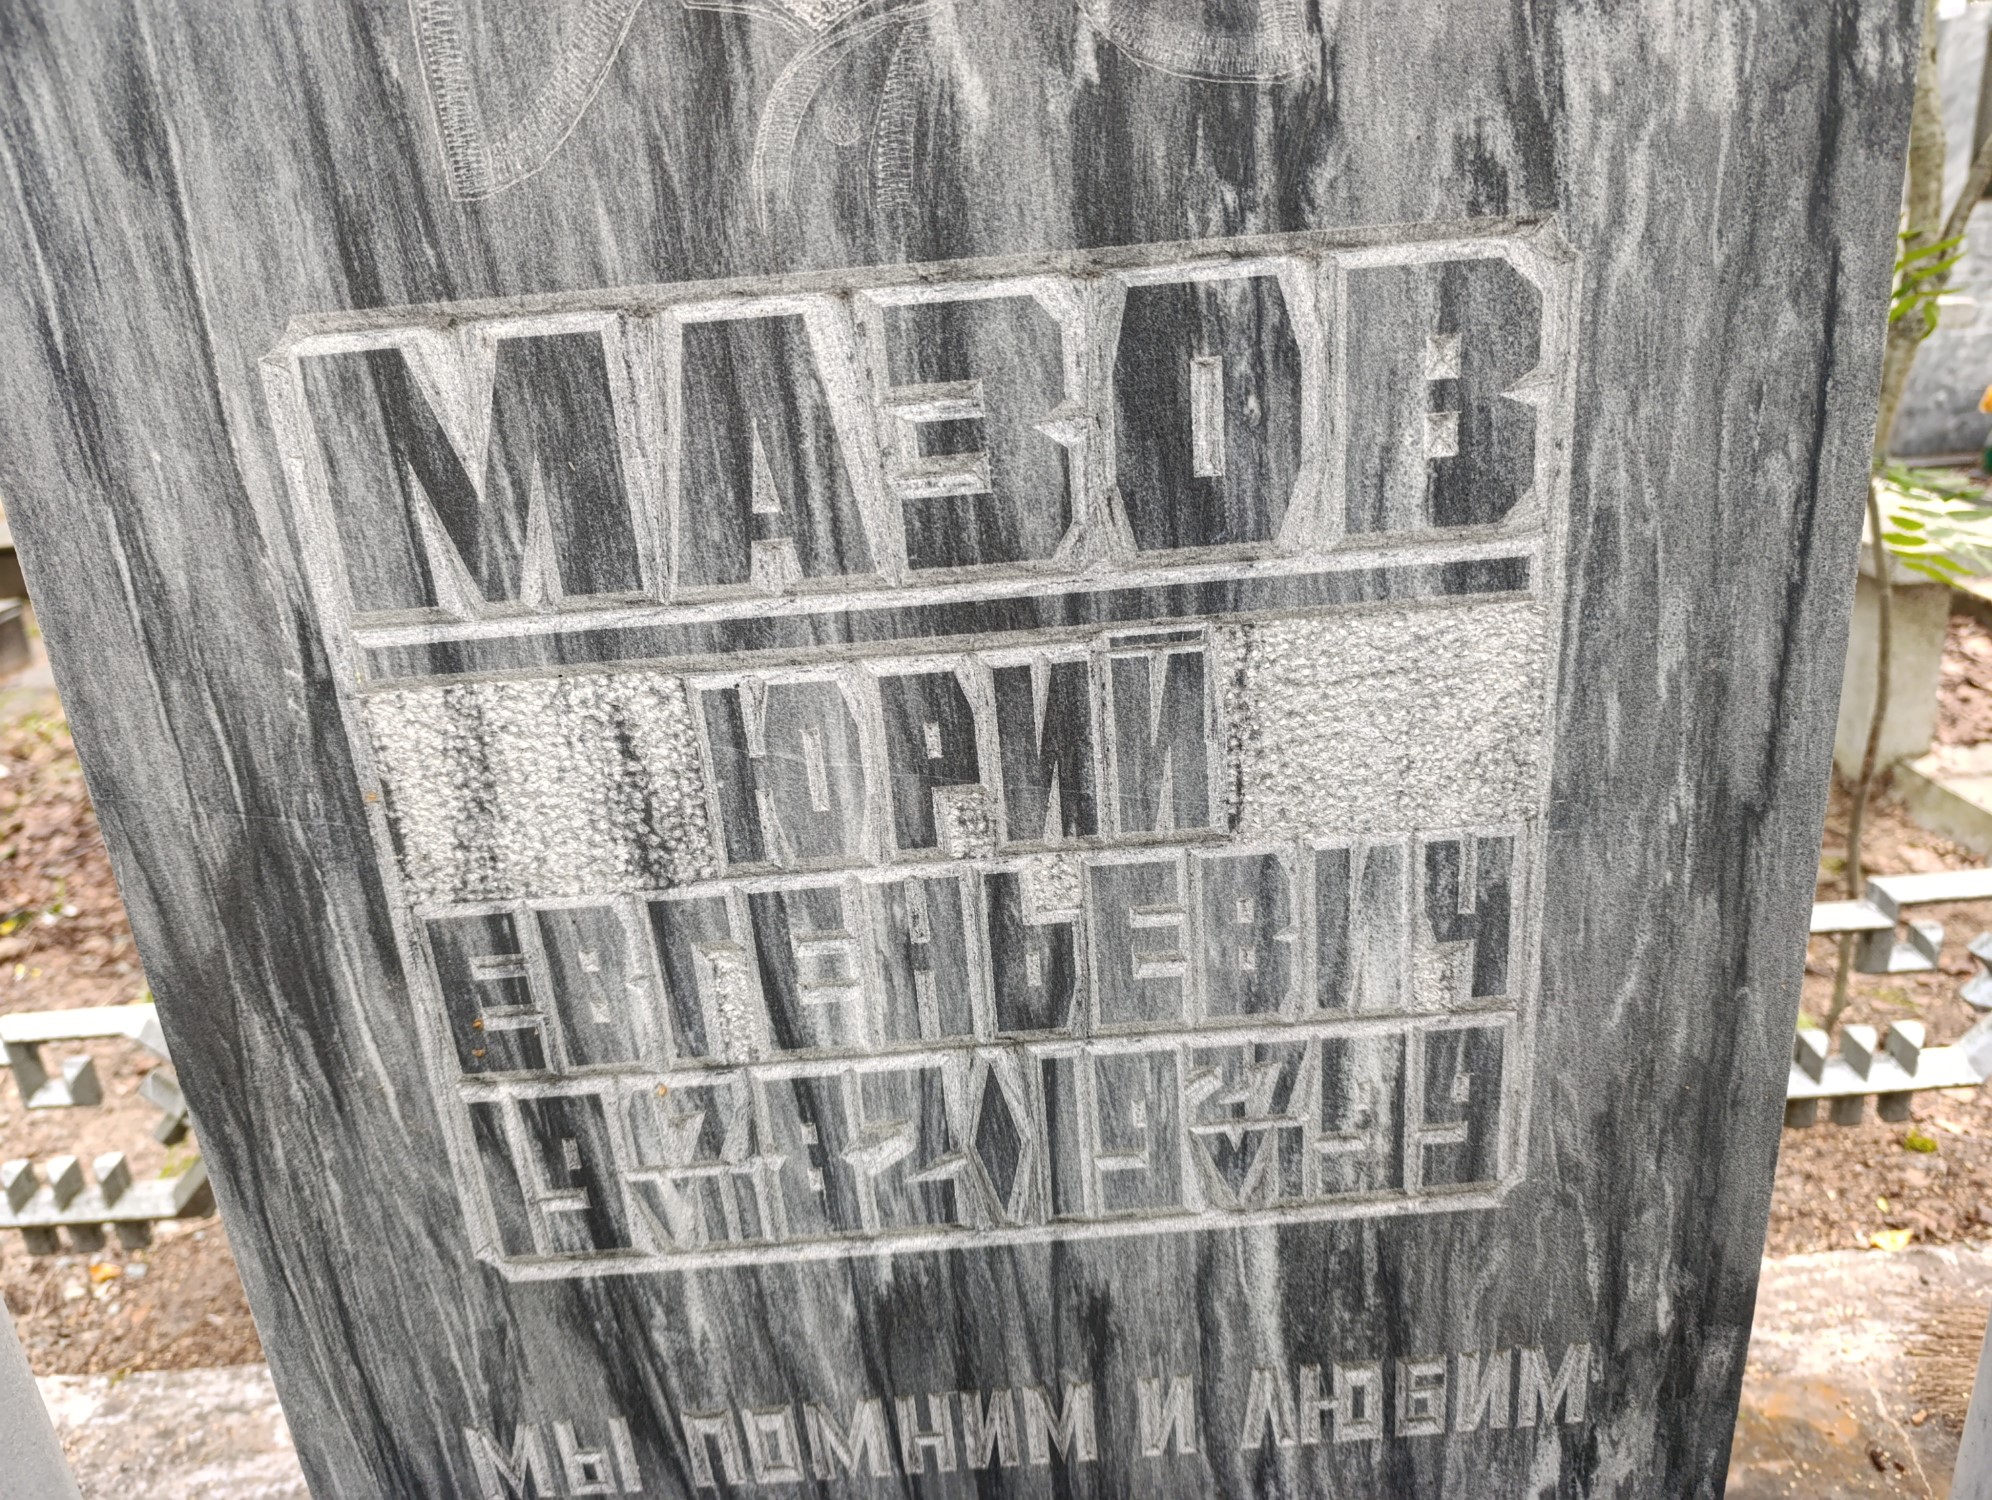 МАЗОВ
ЮРИЙ
ЕВГЕНЬЕВИЧ
МЫ ПОМНИМ И ЛЮБИМ